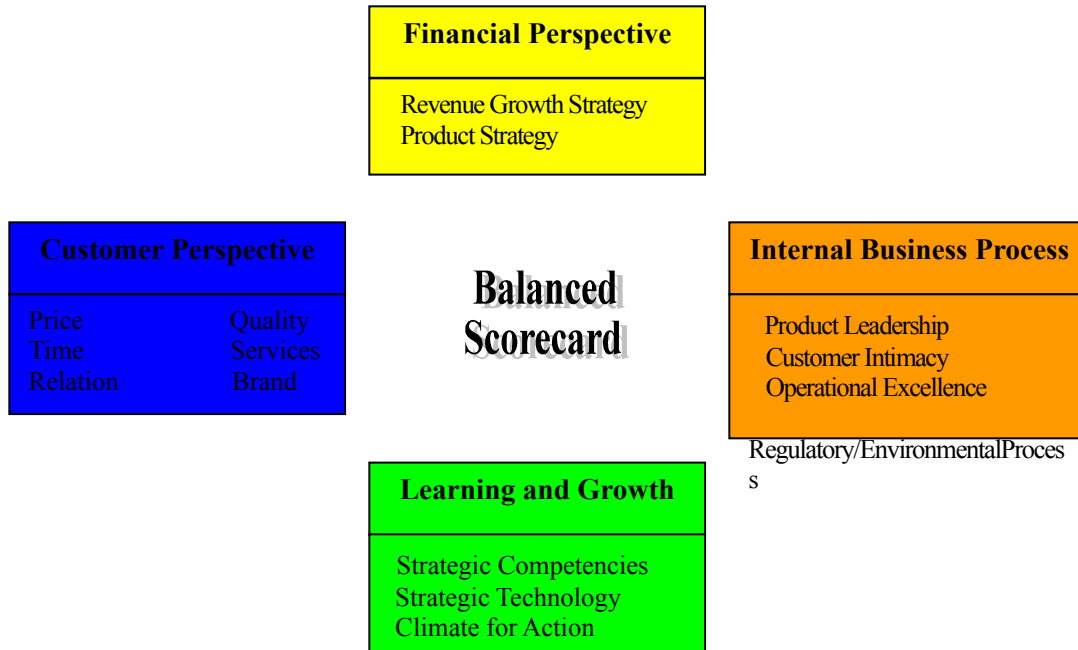 Financial Perspective
Revenue Growth Strategy
Product Strategy
Customer Perspective
Price Quality
Time Services
Relation Brand
Balanced
Scorecard
Internal Business Process
Product Leadership
Customer Intimacy
Operational Excellence
Regulatory/EnvironmentalProces
s
Learning and Growth
Strategic Competencies
Strategic Technology
Climate for Action